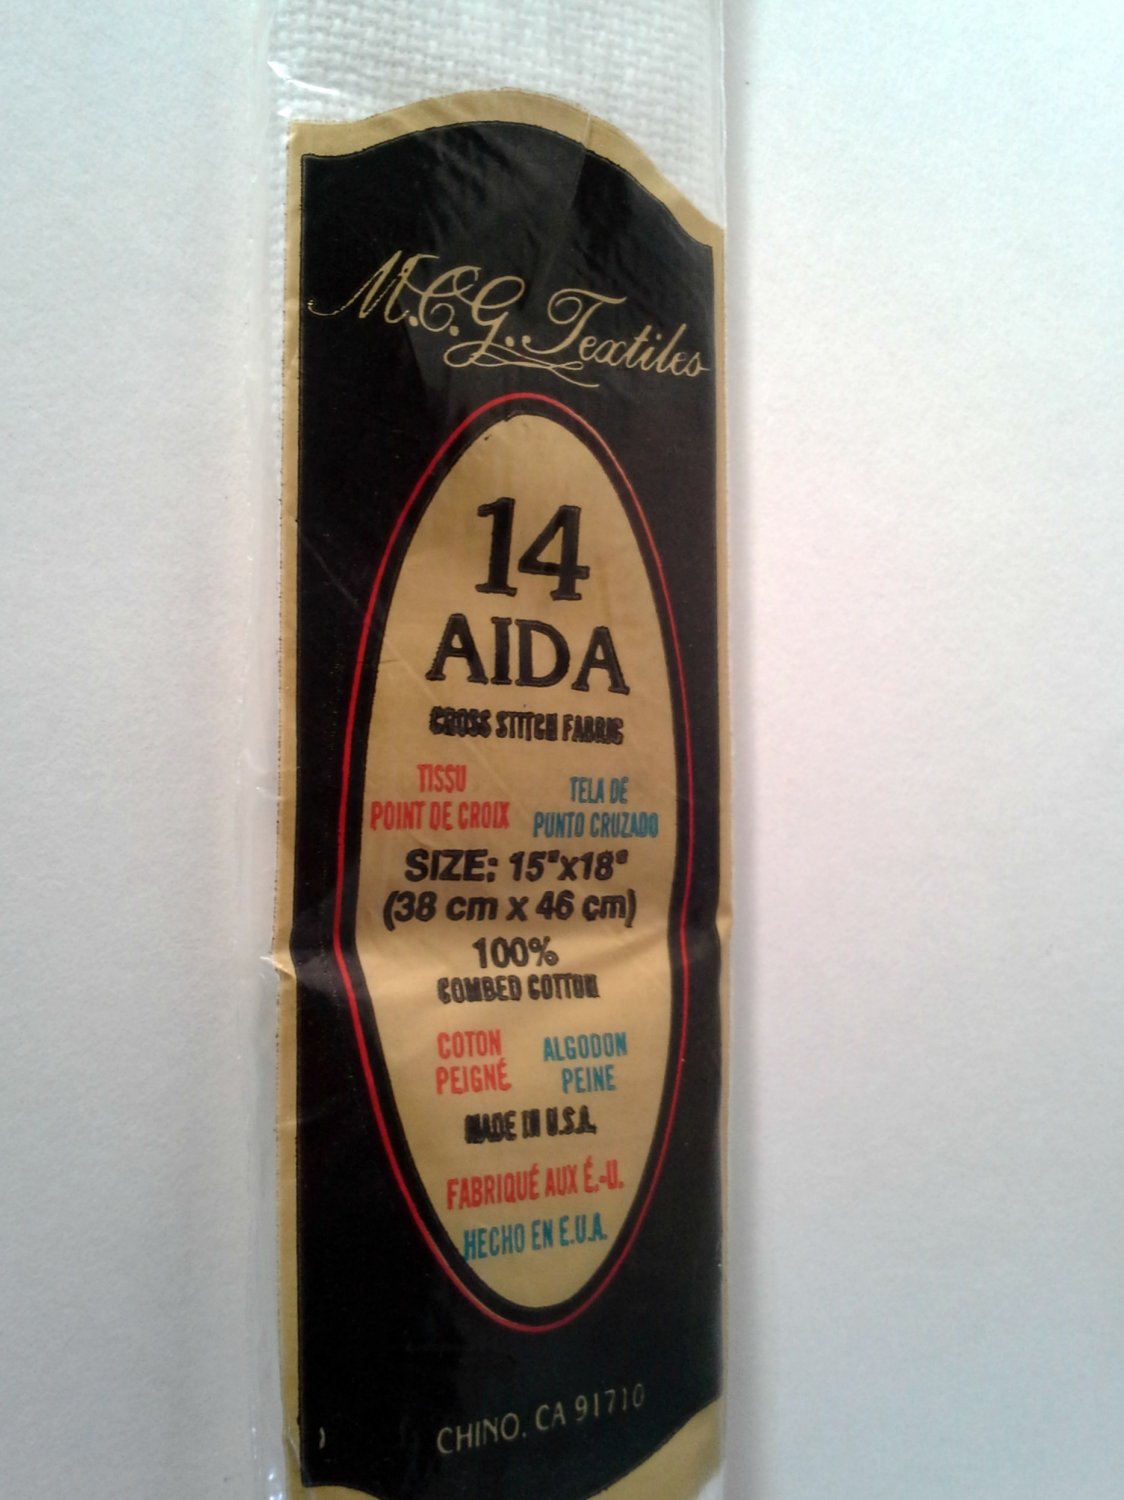 M.C.G. Textiles
14
AIDA
CROSS STITCH FABRIC
TISSU
POINT DE CROIX
TELA DE
PUNTO CRUZADO
SIZE: 15"x18"
(38 cm x 46 cm)
100%
COMBED COTTON
COTON
PEIGNÉ
ALGODON
PEINE
MADE IN U.S.A.
FABRIQUÉ AUX É.-U.
HECHO EN E.U.A.
CHINO, CA 91710